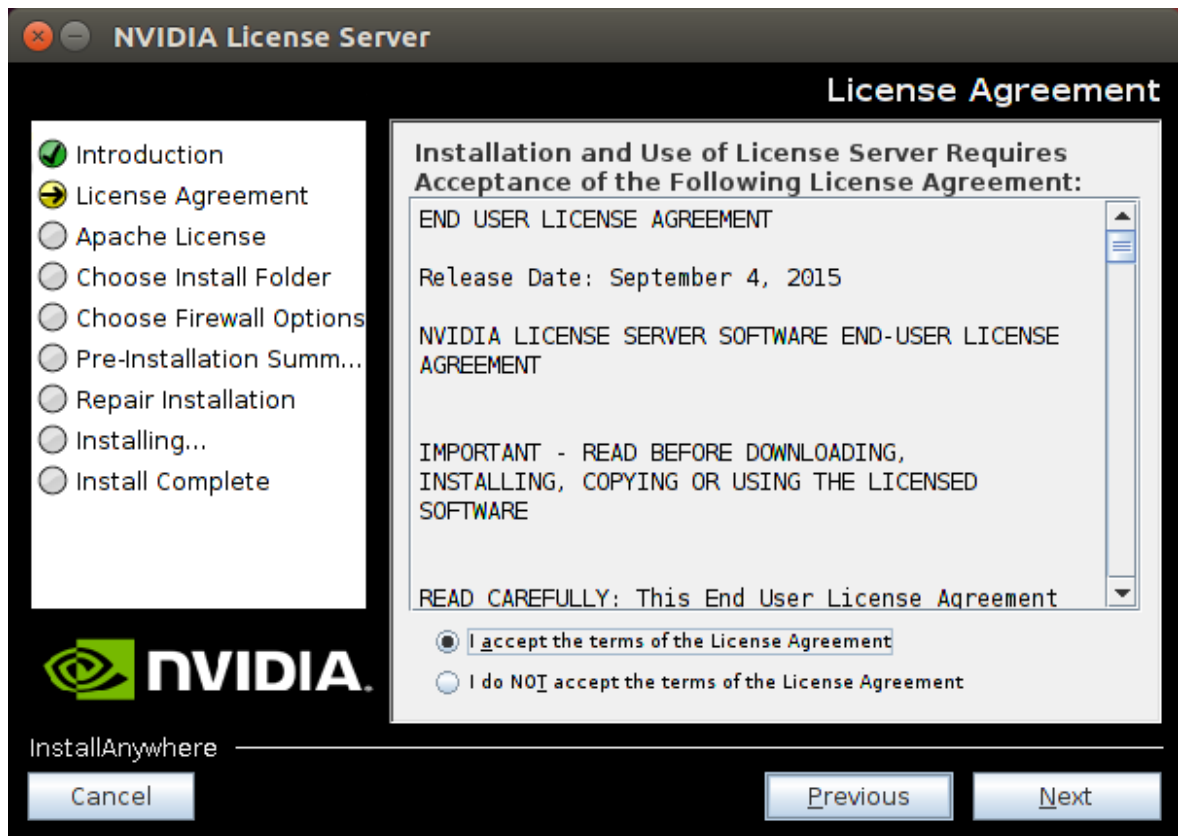 NVIDIA License Server
License Agreement
Introduction
License Agreement
Apache License
Choose Install Folder
Choose Firewall Options
Pre-Installation Summ...
Repair Installation
Installing...
Install Complete
Installation and Use of License Server Requires
Acceptance of the Following License Agreement:
END USER LICENSE AGREEMENT
Release Date: September 4, 2015
NVIDIA LICENSE SERVER SOFTWARE END-USER LICENSE
AGREEMENT
IMPORTANT - READ BEFORE DOWNLOADING,
INSTALLING, COPYING OR USING THE LICENSED
SOFTWARE
READ CAREFULLY: This End User License Agreement
I accept the terms of the License Agreement
I do NOT accept the terms of the License Agreement
NVIDIA.
InstallAnywhere
Cancel
Previous
Next